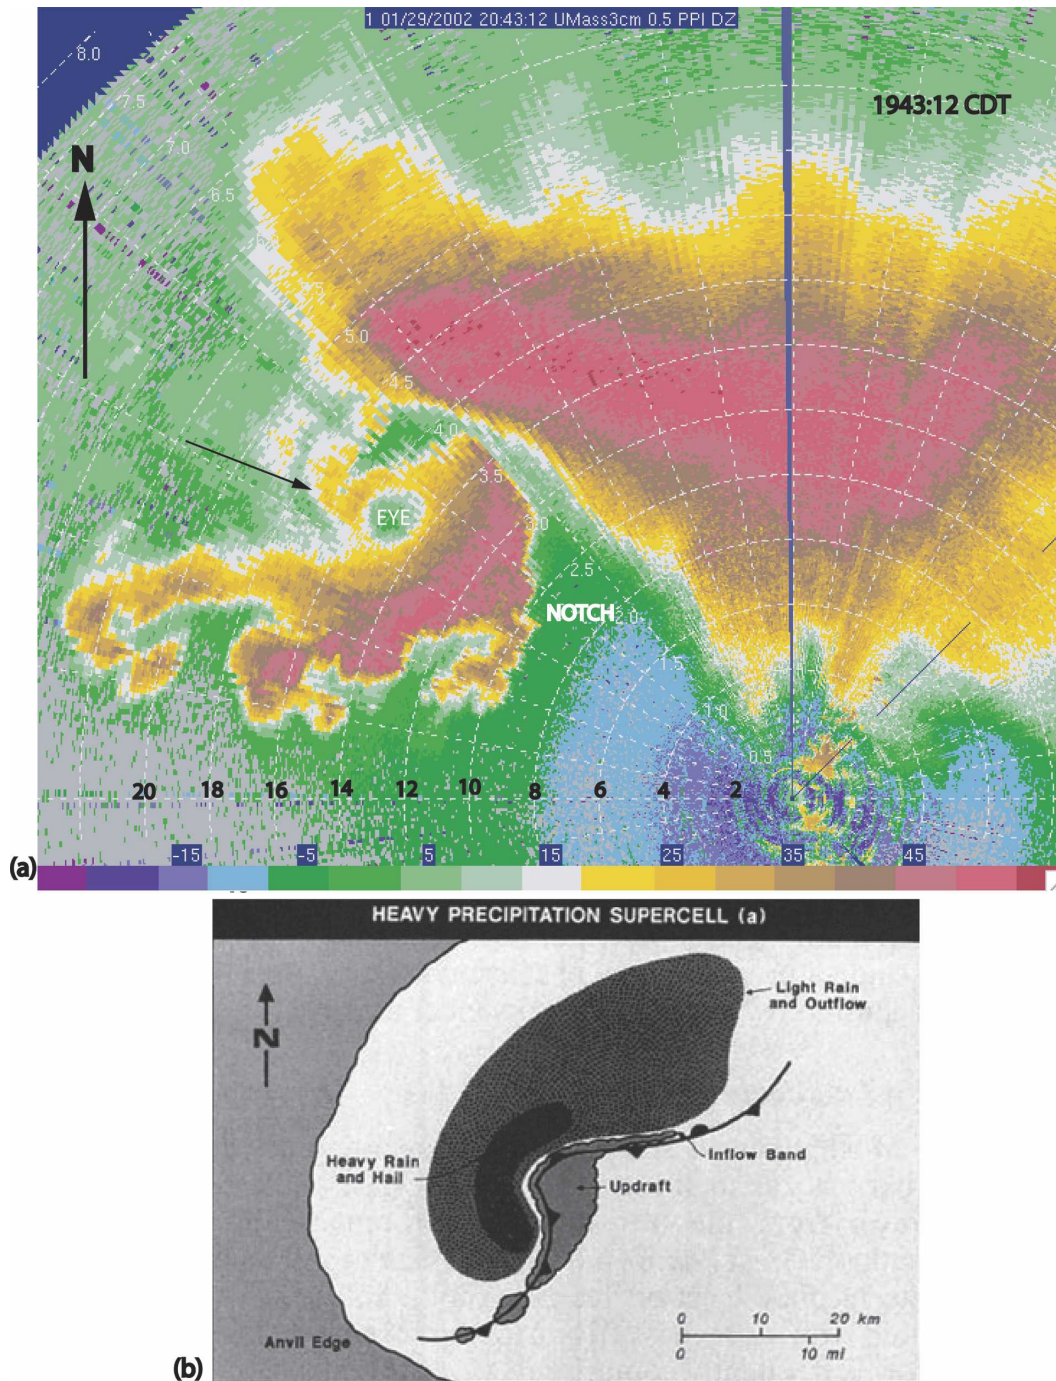 1 01/29/2002 20:43:12 UMass3cm 0.5 PPI DZ
8.0
7.5
7.0
6.5
1943:12 CDT
N
5.0
4.5
4.0
3.5
EYE
3.0
2.5
NOTCH
2.0
1.5
1.0
0.5
20 18 16 14 12 10 8 6 4 2
-15 -5 5 15 25 35 45
(a)
HEAVY PRECIPITATION SUPERCELL (a)
N
Light Rain
and Outflow
Heavy Rain
and Hail
Inflow Band
Updraft
0 10 20 km
0 10 mi
Anvil Edge
(b)